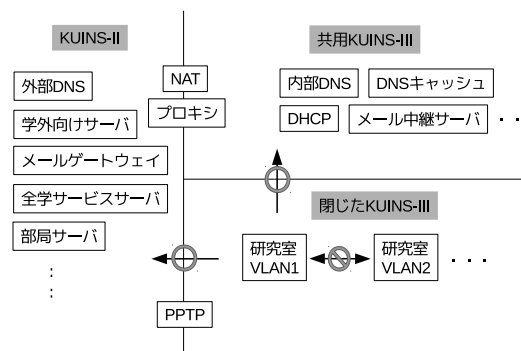 KUINS-II
外部DNS
学外向けサーバ
メールゲートウェイ
全学サービスサーバ
部局サーバ
NAT
プロキシ
PPTP
共用KUINS-III
内部DNS
DNSキャッシュ
DHCP
メール中継サーバ
閉じたKUINS-III
研究室
VLAN1
研究室
VLAN2